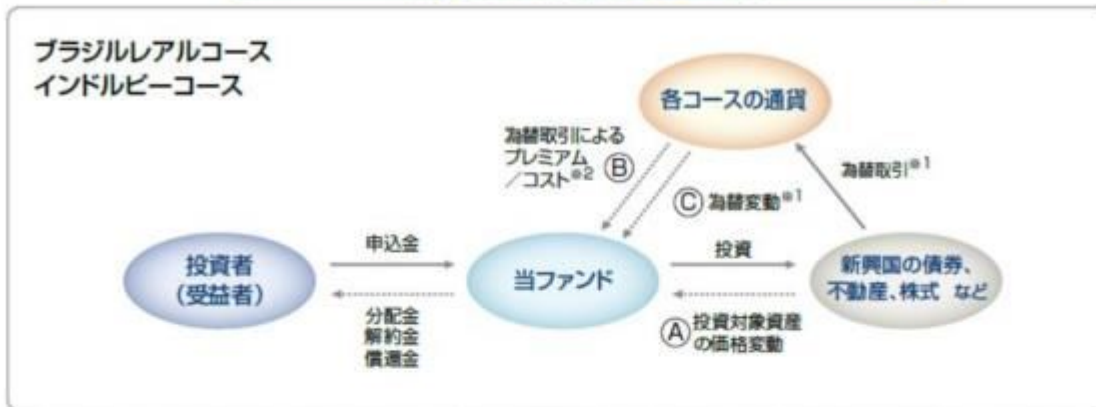 ブラジルレアルコース
インドルピーコース
各コースの通貨
為替取引による
プレミアム
／コスト※2
Ⓑ
Ⓒ 為替変動※1
為替取引※1
投資者
（受益者）
申込金
分配金
解約金
償還金
当ファンド
投資
Ⓐ 投資対象資産
の価格変動
新興国の債券、
不動産、株式 など